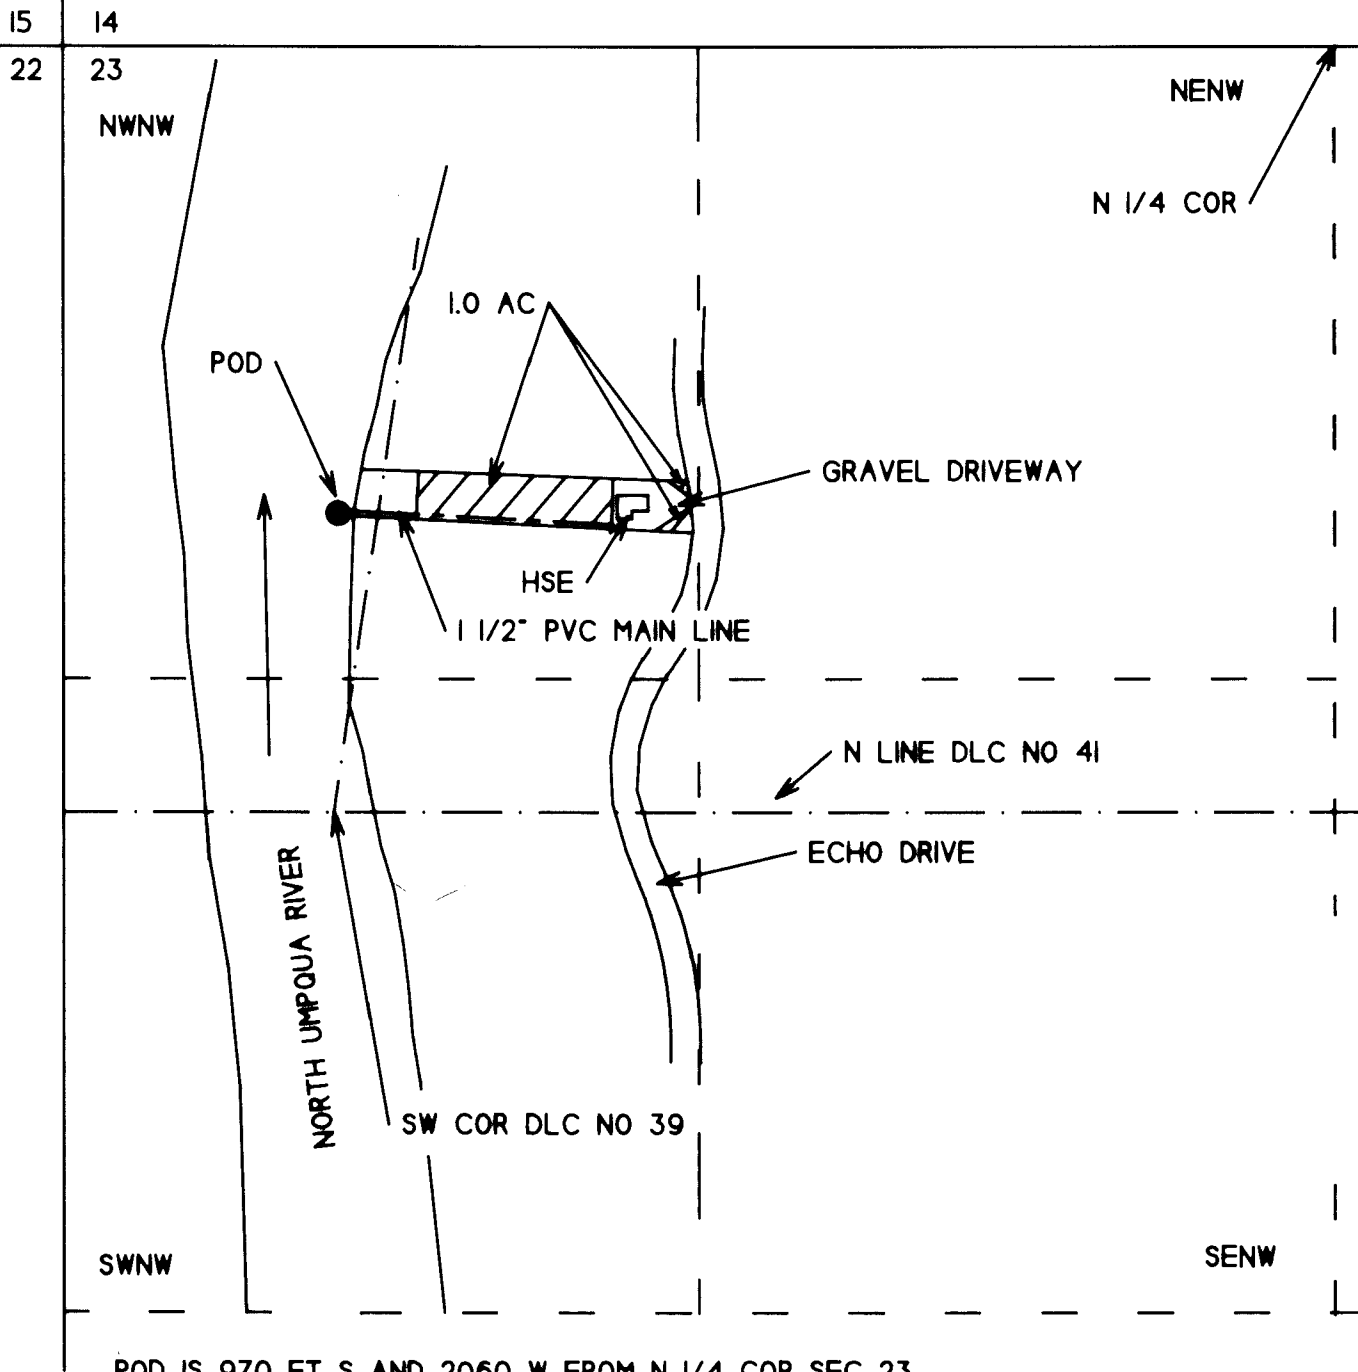 15 14
22 23
NENW
NWNW
N 1/4 COR
1.0 AC
POD
GRAVEL DRIVEWAY
HSE
1 1/2" PVC MAIN LINE
N LINE DLC NO 41
ECHO DRIVE
NORTH UMPQUA RIVER
SW COR DLC NO 39
SWNW
SENW
POD IS 970 FT S AND 2060 W FROM N 1/4 COR SEC 23